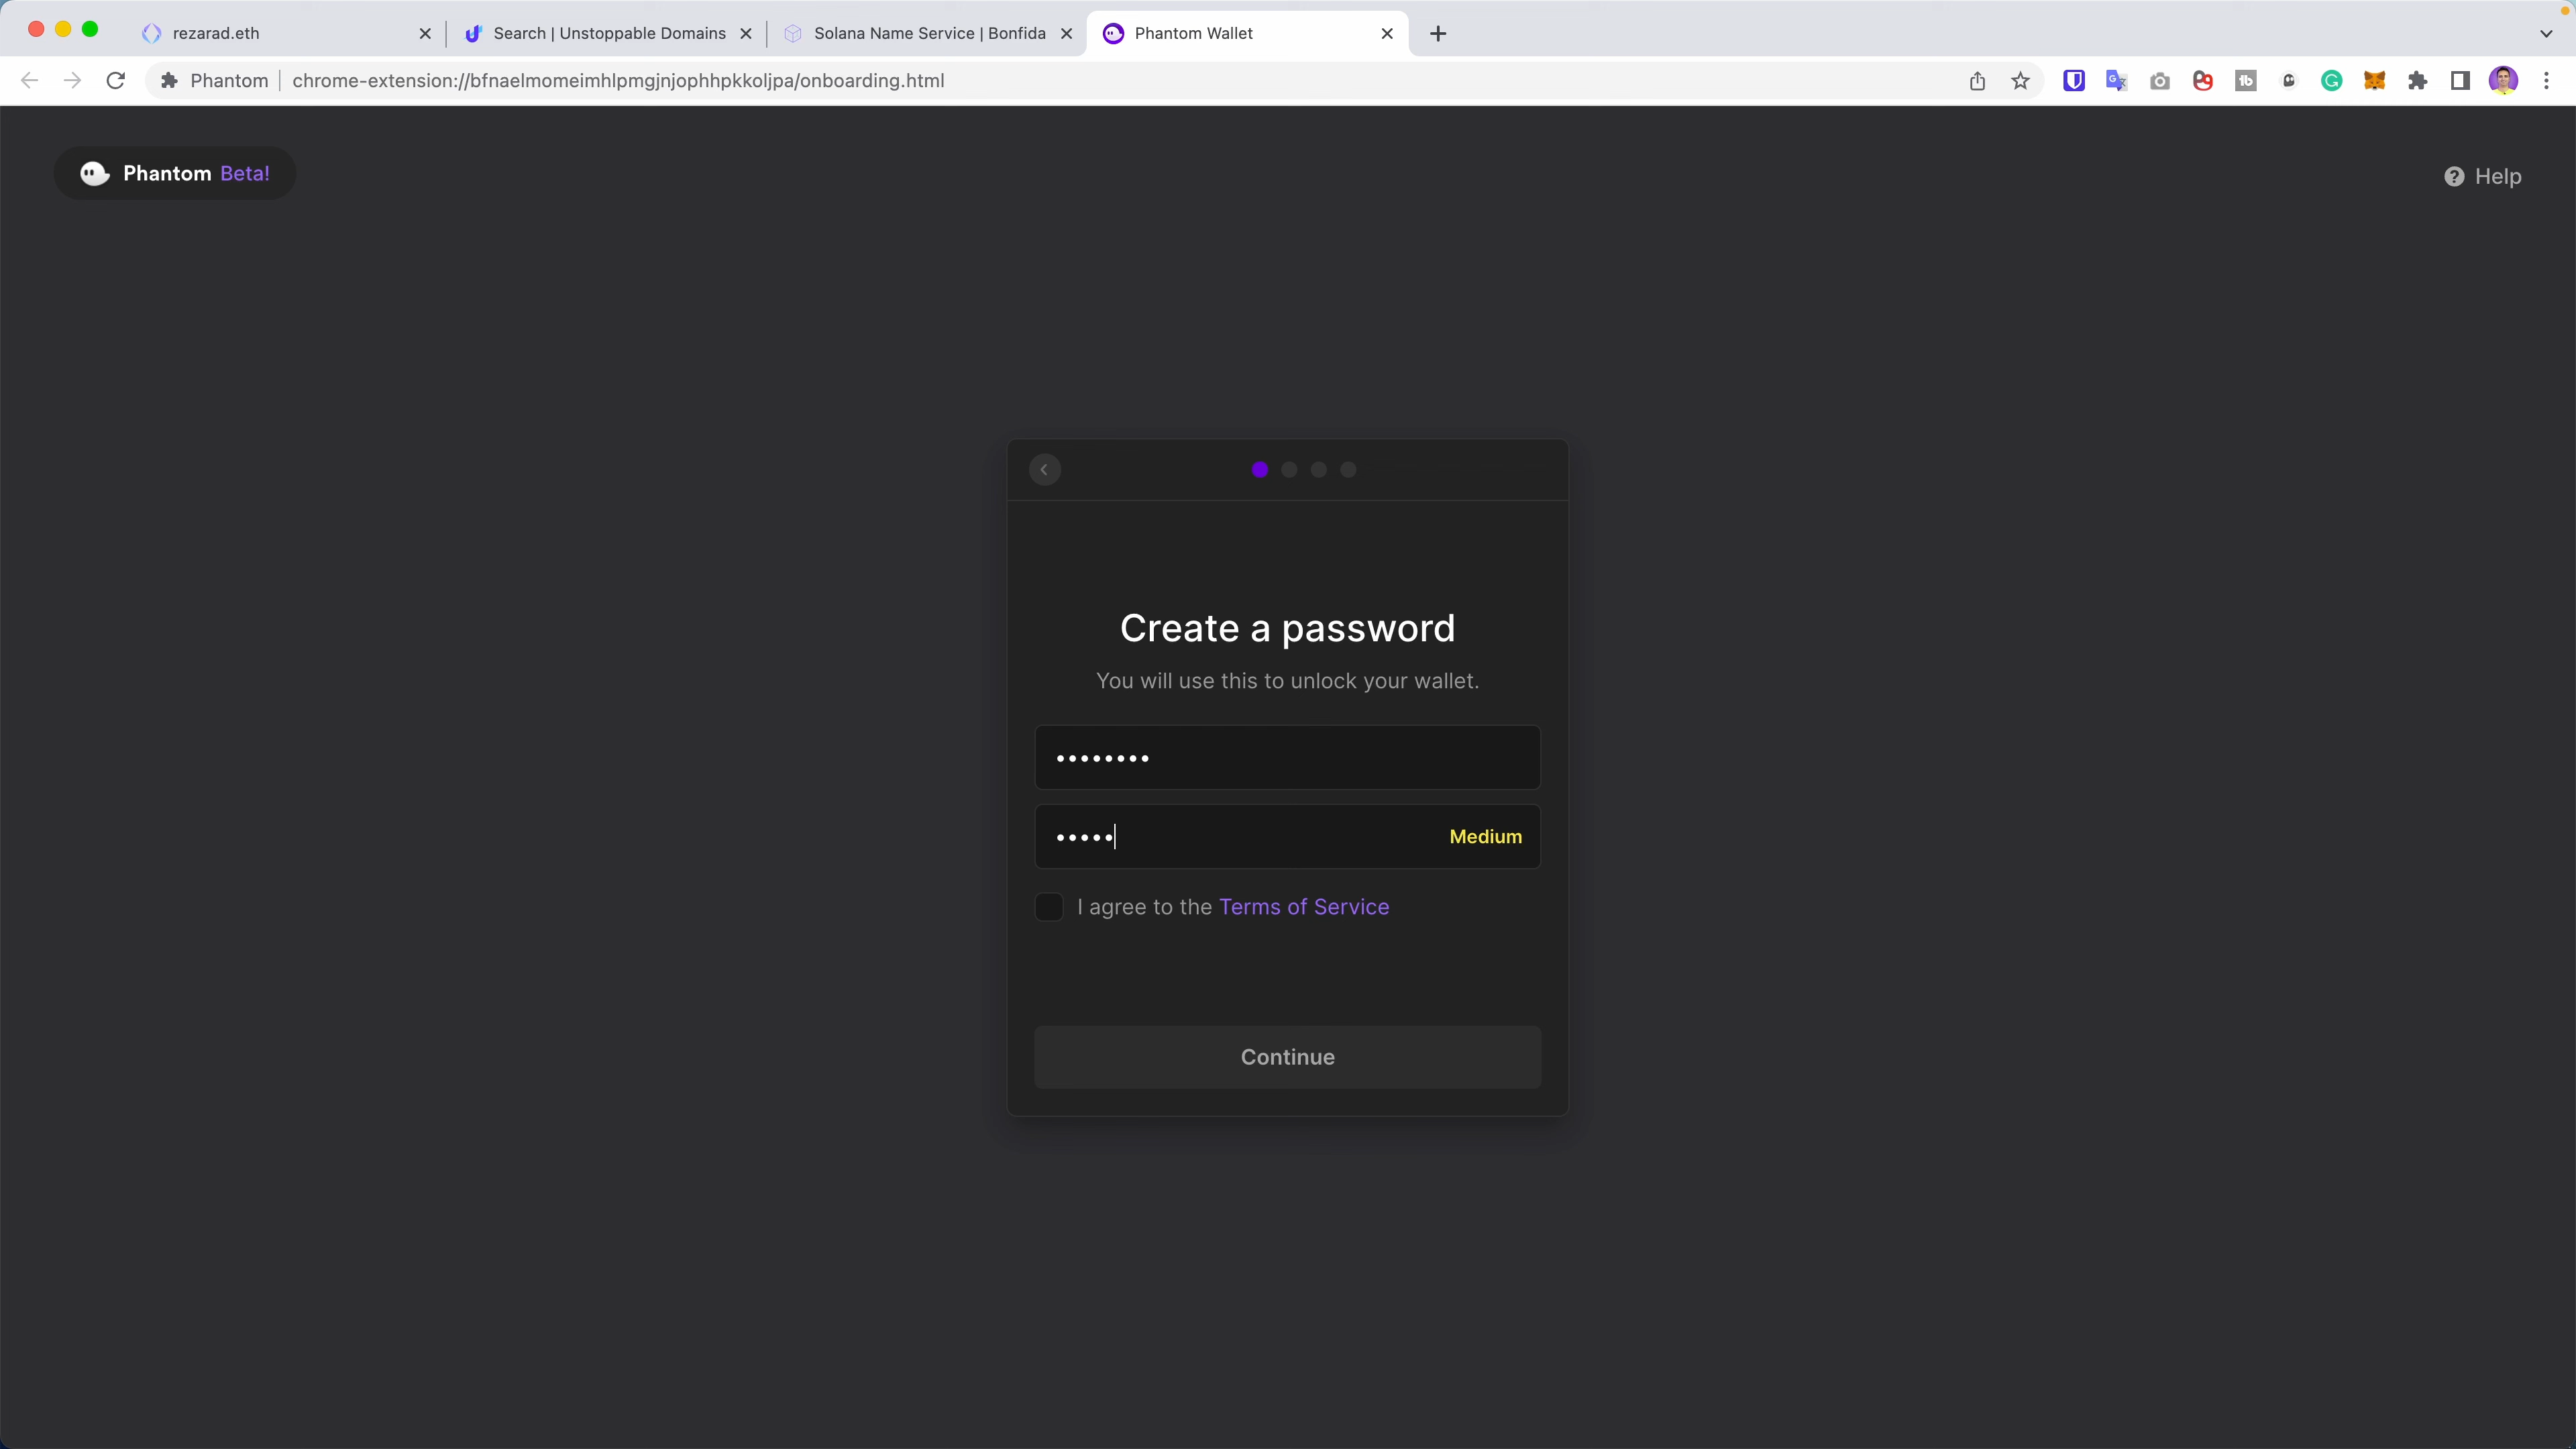 rezarad.eth
Search | Unstoppable Domains
Solana Name Service | Bonfida
Phantom Wallet
Phantom
chrome-extension://bfnaelmomeimhlpmgjnjophhpkkoljpa/onboarding.html
Phantom Beta!
Help
Create a password
You will use this to unlock your wallet.
Medium
I agree to the Terms of Service
Continue